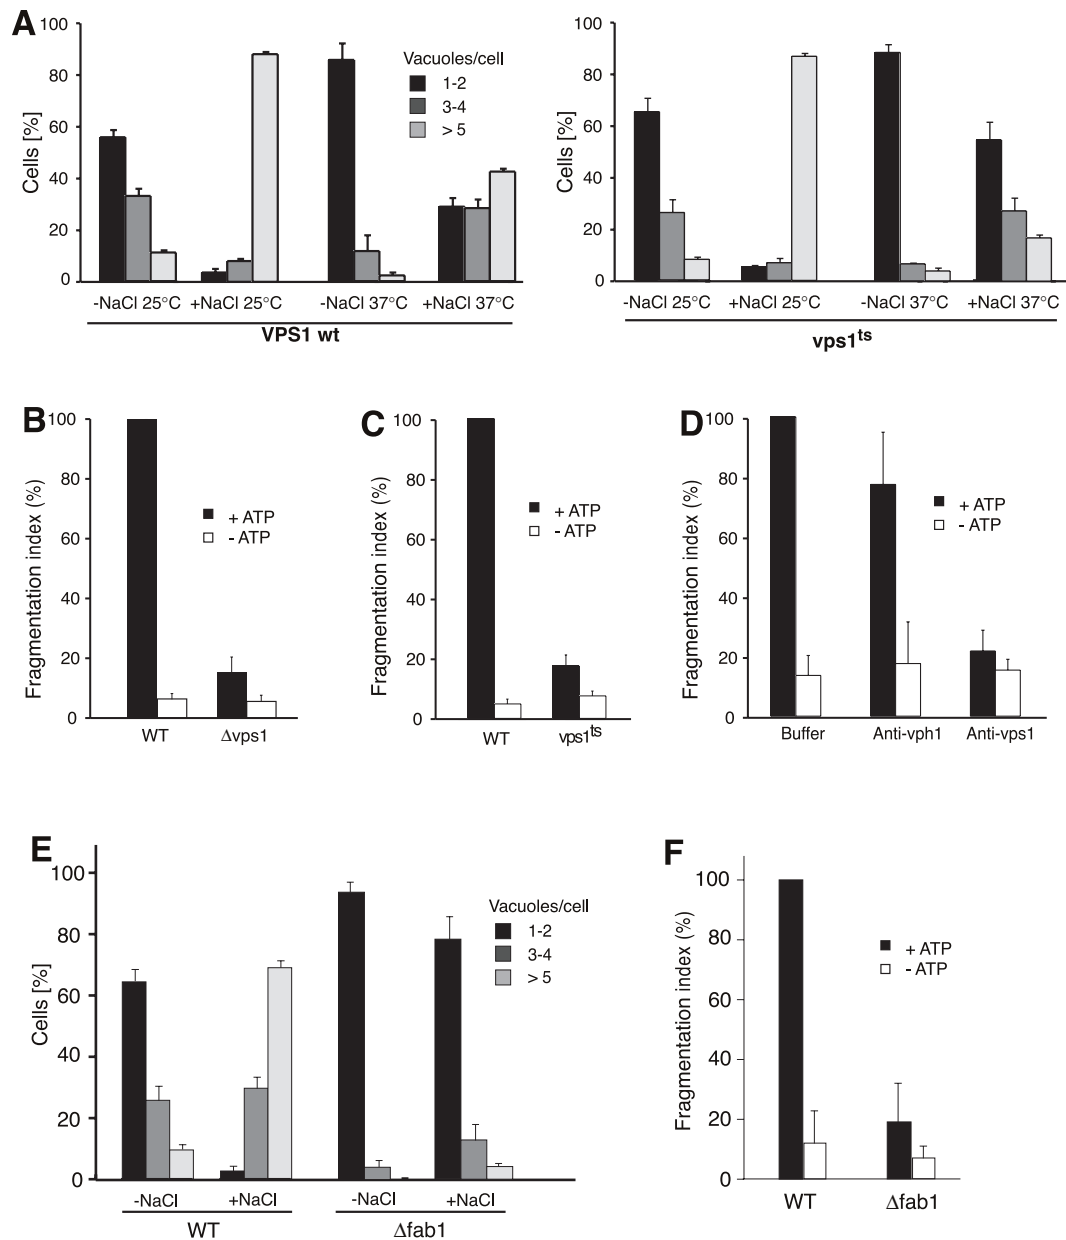 A
100
80
60
40
20
0
Cells [%]
Vacuoles/cell
1-2
3-4
> 5
-NaCl 25°C +NaCl 25°C -NaCl 37°C +NaCl 37°C
VPS1 wt
100
80
60
40
20
0
Cells [%]
-NaCl 25°C +NaCl 25°C -NaCl 37°C +NaCl 37°C
vps1ts
B
100
80
60
40
20
0
Fragmentation index (%)
+ ATP
- ATP
WT Δvps1
C
100
80
60
40
20
0
Fragmentation index (%)
+ ATP
- ATP
WT vps1ts
D
100
80
60
40
20
0
Fragmentation index (%)
+ ATP
- ATP
Buffer Anti-vph1 Anti-vps1
E
100
80
60
40
20
0
Cells [%]
Vacuoles/cell
1-2
3-4
> 5
-NaCl +NaCl -NaCl +NaCl
WT Δfab1
F
100
80
60
40
20
0
Fragmentation index (%)
+ ATP
- ATP
WT Δfab1